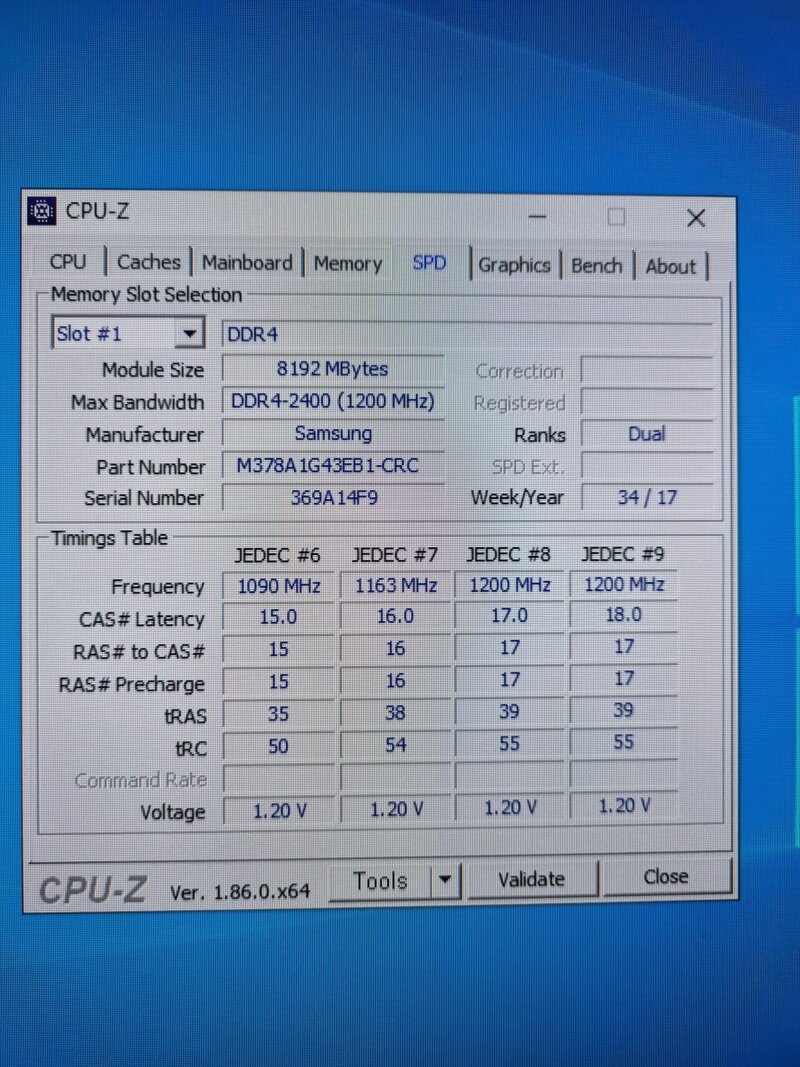 CPU-Z
CPU Caches Mainboard Memory SPD Graphics Bench About
Memory Slot Selection
Slot #1 DDR4
Module Size 8192 MBytes Correction
Max Bandwidth DDR4-2400 (1200 MHz) Registered
Manufacturer Samsung Ranks Dual
Part Number M378A1G43EB1-CRC SPD Ext.
Serial Number 369A14F9 Week/Year 34 / 17
Timings Table
JEDEC #6 JEDEC #7 JEDEC #8 JEDEC #9
Frequency 1090 MHz 1163 MHz 1200 MHz 1200 MHz
CAS# Latency 15.0 16.0 17.0 18.0
RAS# to CAS# 15 16 17 17
RAS# Precharge 15 16 17 17
tRAS 35 38 39 39
tRC 50 54 55 55
Command Rate
Voltage 1.20 V 1.20 V 1.20 V 1.20 V
CPU-Z Ver. 1.86.0.x64 Tools Validate Close